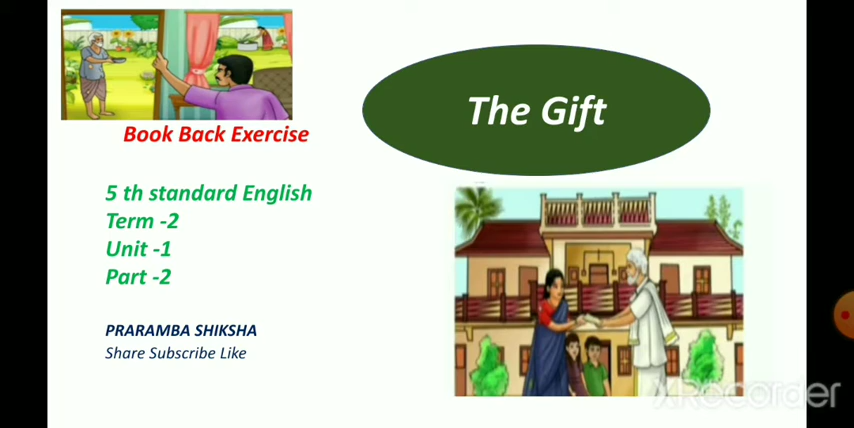 The Gift
Book Back Exercise
5 th standard English
Term -2
Unit -1
Part -2
PRARAMBA SHIKSHA
Share Subscribe Like
XRecorder